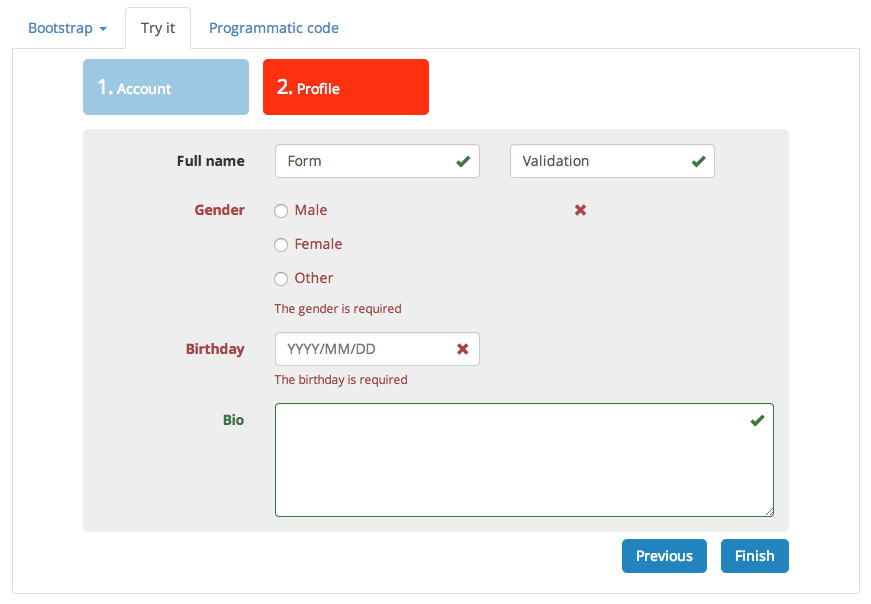 Bootstrap Try it Programmatic code
1. Account 2. Profile
Full name Form Validation
Gender Male
Female
Other
The gender is required
Birthday YYYY/MM/DD
The birthday is required
Bio
Previous Finish